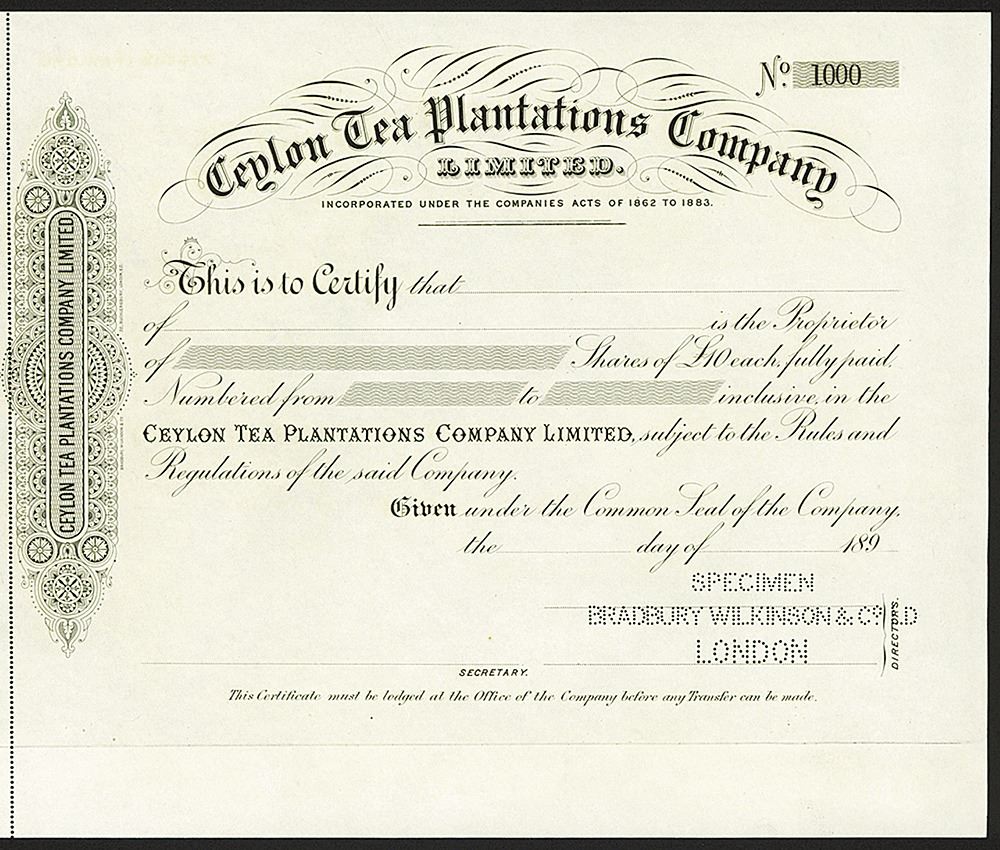 Nº 1000
Ceylon Tea Plantations Company
LIMITED.
INCORPORATED UNDER THE COMPANIES ACTS OF 1862 TO 1883.
CEYLON TEA PLANTATIONS COMPANY LIMITED
This is to Certify that
of is the Proprietor
of Shares of £10 each, fully paid,
Numbered from to inclusive, in the
CEYLON TEA PLANTATIONS COMPANY LIMITED, subject to the Rules and
Regulations of the said Company.
Given under the Common Seal of the Company,
the day of 189
SPECIMEN
BRADBURY WILKINSON & Cº LD
LONDON
DIRECTORS.
SECRETARY.
This Certificate must be lodged at the Office of the Company before any Transfer can be made.